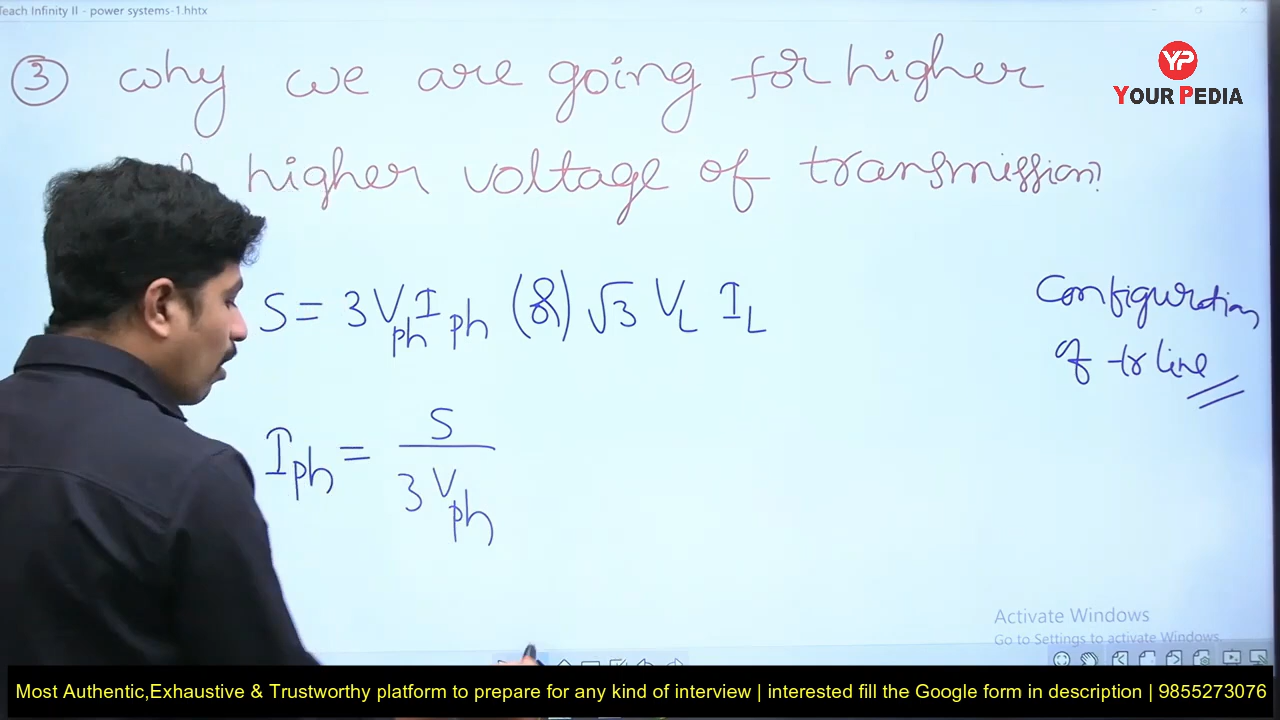 Teach Infinity II - power systems-1.hhtx
③ why we are going for higher
higher voltage of transmission?
YP
YOUR PEDIA
S = 3 Vph Iph (or) √3 VL IL
Configuration
of tr line
Iph = S / 3 Vph
Activate Windows
Go to Settings to activate Windows.
Most Authentic,Exhaustive & Trustworthy platform to prepare for any kind of interview | interested fill the Google form in description | 9855273076